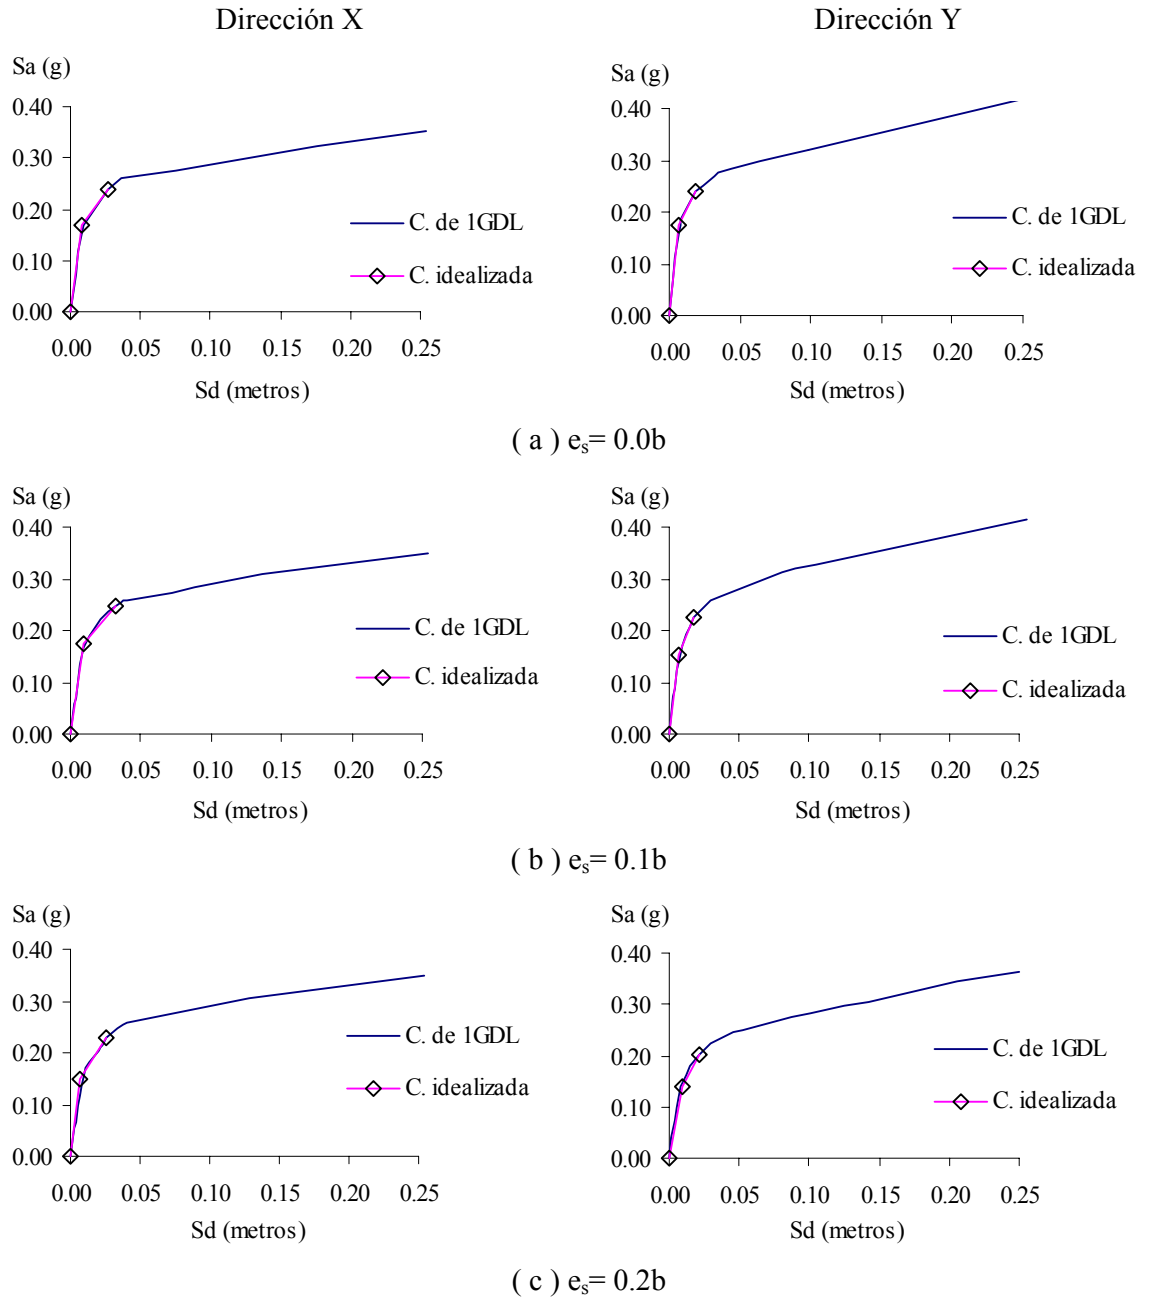 Dirección X
Dirección Y
Sa (g)
0.40
0.30
0.20
0.10
0.00
0.00 0.05 0.10 0.15 0.20 0.25
Sd (metros)
C. de 1GDL
C. idealizada
Sa (g)
0.40
0.30
0.20
0.10
0.00
0.00 0.05 0.10 0.15 0.20 0.25
Sd (metros)
C. de 1GDL
C. idealizada
( a ) es= 0.0b
Sa (g)
0.40
0.30
0.20
0.10
0.00
0.00 0.05 0.10 0.15 0.20 0.25
Sd (metros)
C. de 1GDL
C. idealizada
Sa (g)
0.40
0.30
0.20
0.10
0.00
0.00 0.05 0.10 0.15 0.20 0.25
Sd (metros)
C. de 1GDL
C. idealizada
( b ) es= 0.1b
Sa (g)
0.40
0.30
0.20
0.10
0.00
0.00 0.05 0.10 0.15 0.20 0.25
Sd (metros)
C. de 1GDL
C. idealizada
Sa (g)
0.40
0.30
0.20
0.10
0.00
0.00 0.05 0.10 0.15 0.20 0.25
Sd (metros)
C. de 1GDL
C. idealizada
( c ) es= 0.2b